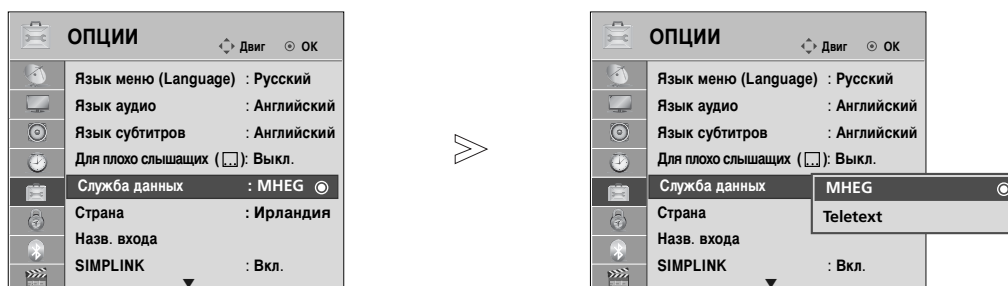 ОПЦИИ
Двиг ОК
Язык меню (Language) : Русский
Язык аудио : Английский
Язык субтитров : Английский
Для плохо слышащих ( ... ): Выкл.
Служба данных : MHEG
Страна : Ирландия
Назв. входа
SIMPLINK : Вкл.
ОПЦИИ
Двиг ОК
Язык меню (Language) : Русский
Язык аудио : Английский
Язык субтитров : Английский
Для плохо слышащих ( ... ): Выкл.
Служба данных
MHEG
Страна
Teletext
Назв. входа
SIMPLINK : Вкл.